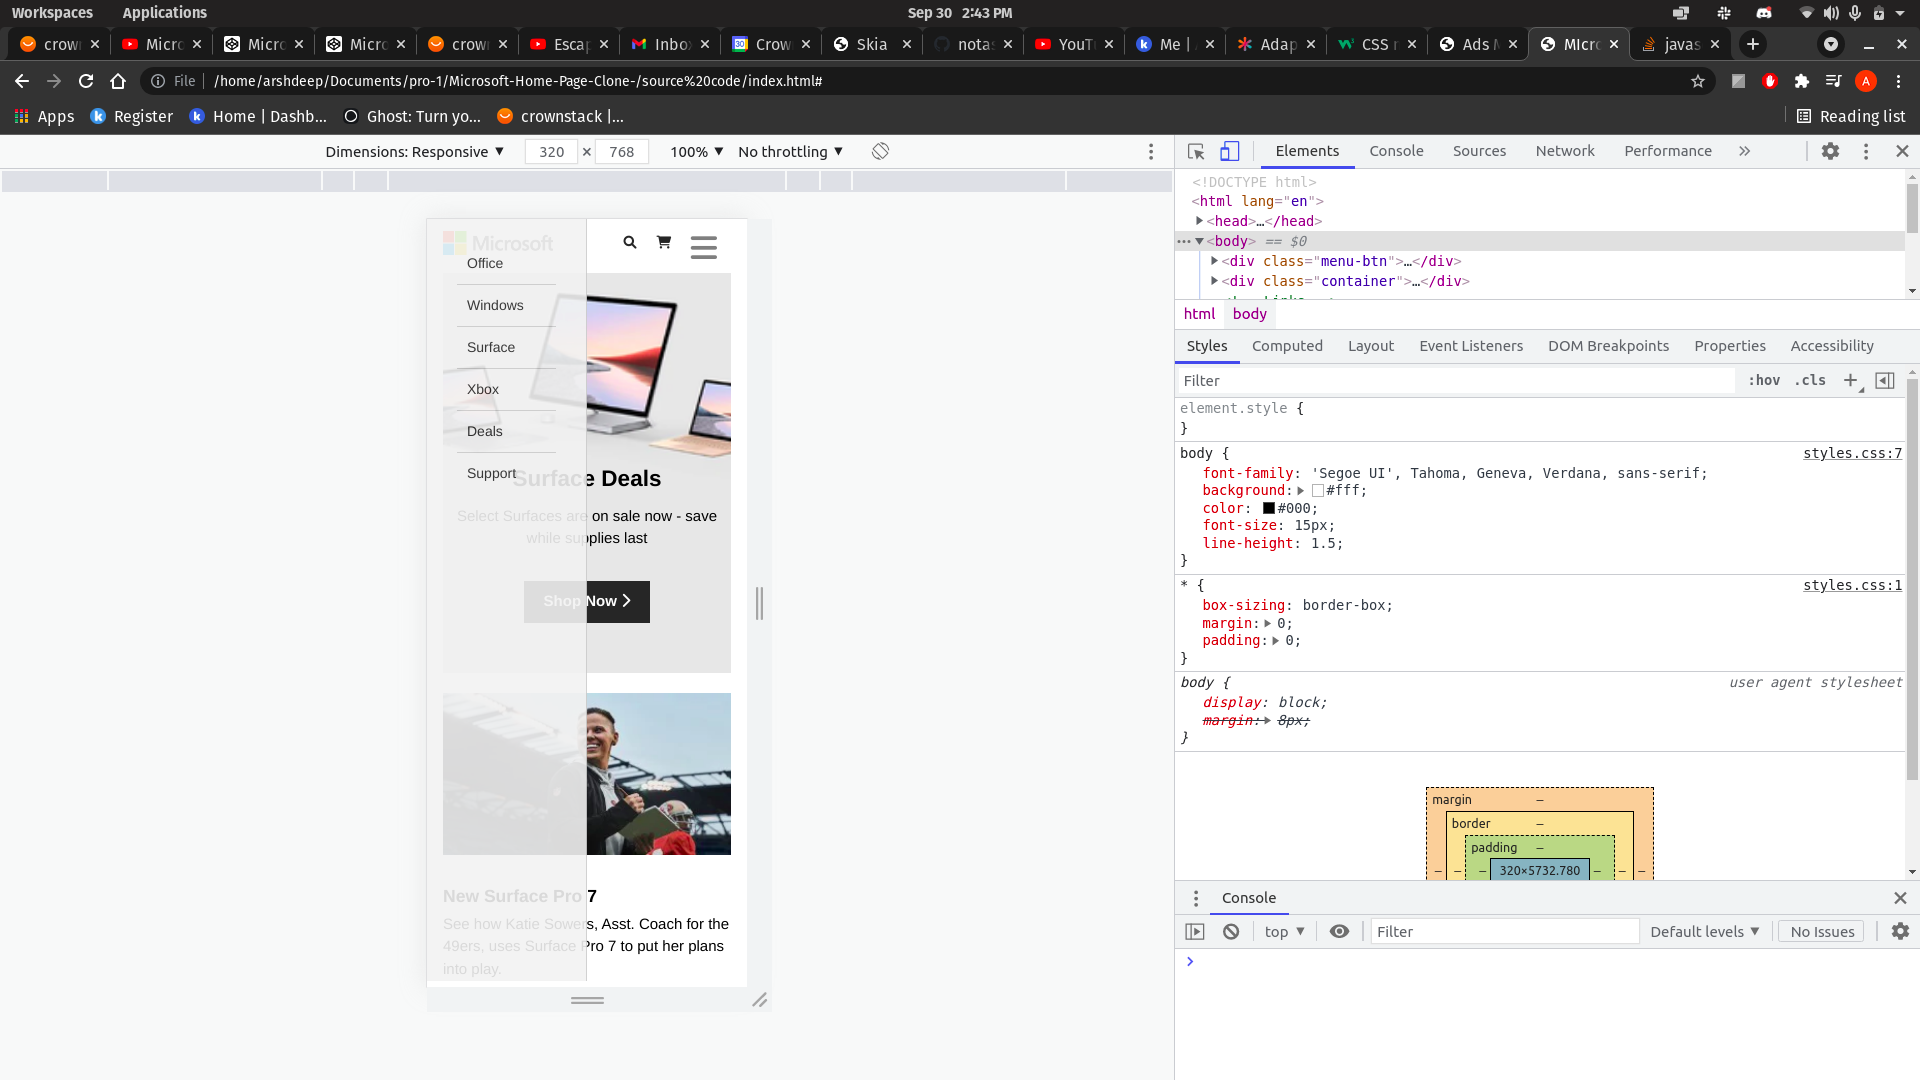 Workspaces Applications Sep 30 2:43 PM
crown Micro Micro Micro crown Escap Inbox Crow Skia notas YouTu Me | A Adap CSS r Ads M MIcro javas
File /home/arshdeep/Documents/pro-1/Microsoft-Home-Page-Clone-/source%20code/index.html# A
Apps Register Home | Dashb... Ghost: Turn yo... crownstack |... Reading list
Dimensions: Responsive 320 × 768 100% No throttling
Microsoft
Office
Windows
Surface
Xbox
Deals
Support
Surface Deals
Select Surfaces are on sale now - save
while supplies last
Shop Now
New Surface Pro 7
See how Katie Sowers, Asst. Coach for the
49ers, uses Surface Pro 7 to put her plans
into play.
Elements Console Sources Network Performance »
<!DOCTYPE html>
<html lang="en">
<head>…</head>
<body> == $0
<div class="menu-btn">…</div>
<div class="container">…</div>
html body
Styles Computed Layout Event Listeners DOM Breakpoints Properties Accessibility
Filter :hov .cls +
element.style {
}
body { styles.css:7
font-family: 'Segoe UI', Tahoma, Geneva, Verdana, sans-serif;
background: #fff;
color: #000;
font-size: 15px;
line-height: 1.5;
}
* { styles.css:1
box-sizing: border-box;
margin: 0;
padding: 0;
}
body { user agent stylesheet
display: block;
margin: 8px;
}
margin –
border –
padding –
– – – 320×5732.780 – – –
Console
top Filter Default levels No Issues